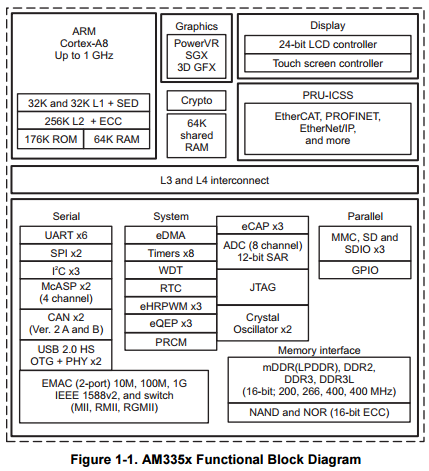 ARM
Cortex-A8
Up to 1 GHz
32K and 32K L1 + SED
256K L2 + ECC
176K ROM
64K RAM
Graphics
PowerVR
SGX
3D GFX
Crypto
64K
shared
RAM
Display
24-bit LCD controller
Touch screen controller
PRU-ICSS
EtherCAT, PROFINET,
EtherNet/IP,
and more
L3 and L4 interconnect
Serial
UART x6
SPI x2
I²C x3
McASP x2
(4 channel)
CAN x2
(Ver. 2 A and B)
USB 2.0 HS
OTG + PHY x2
EMAC (2-port) 10M, 100M, 1G
IEEE 1588v2, and switch
(MII, RMII, RGMII)
System
eDMA
Timers x8
WDT
RTC
eHRPWM x3
eQEP x3
PRCM
eCAP x3
ADC (8 channel)
12-bit SAR
JTAG
Crystal
Oscillator x2
Parallel
MMC, SD and
SDIO x3
GPIO
Memory interface
mDDR(LPDDR), DDR2,
DDR3, DDR3L
(16-bit; 200, 266, 400, 400 MHz)
NAND and NOR (16-bit ECC)
Figure 1-1. AM335x Functional Block Diagram